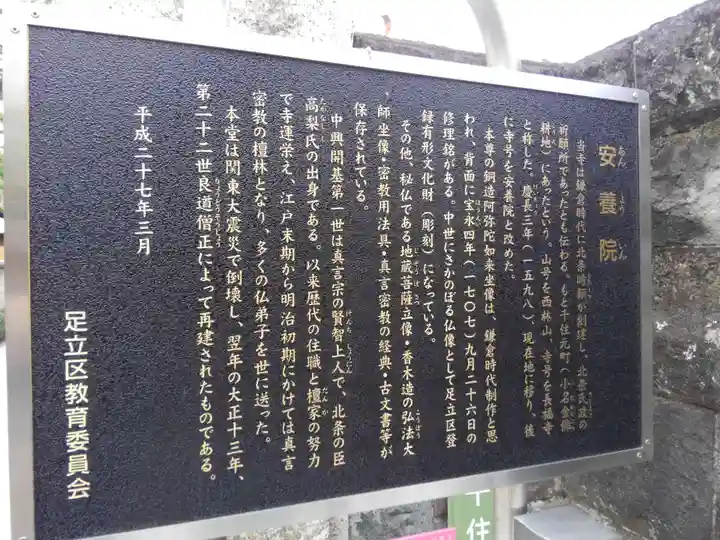 安養院
あん よう いん
当寺は鎌倉時代に北条時頼が創建し、北条氏政の
祈願所であったとも伝わる。もと千住元町(小名
耕地)にあったという。山号を西林山、寺号を長福寺
と称した。慶長三年(一五九八)、現在地に移り、後
に寺号を安養院と改めた。
本尊の銅造阿弥陀如来坐像は、鎌倉時代制作と思
われ、背面に宝永四年(一七〇七)九月二十六日の
修理銘がある。中世にさかのぼる仏像として足立区登
録有形文化財(彫刻)になっている。
その他、秘仏である地蔵菩薩立像・香木造の弘法大
師坐像・密教用法具・真言密教の経典・古文書等が
保存されている。
中興開基第一世は真言宗の賢智上人で、北条の臣
高梨氏の出身である。以来歴代の住職と檀家の努力
で寺運栄え、江戸末期から明治初期にかけては真言
密教の檀林となり、多くの仏弟子を世に送った。
本堂は関東大震災で倒壊し、翌年の大正十三年、
第二十二世良道僧正によって再建されたものである。
平成二十七年三月
足立区教育委員会
千住